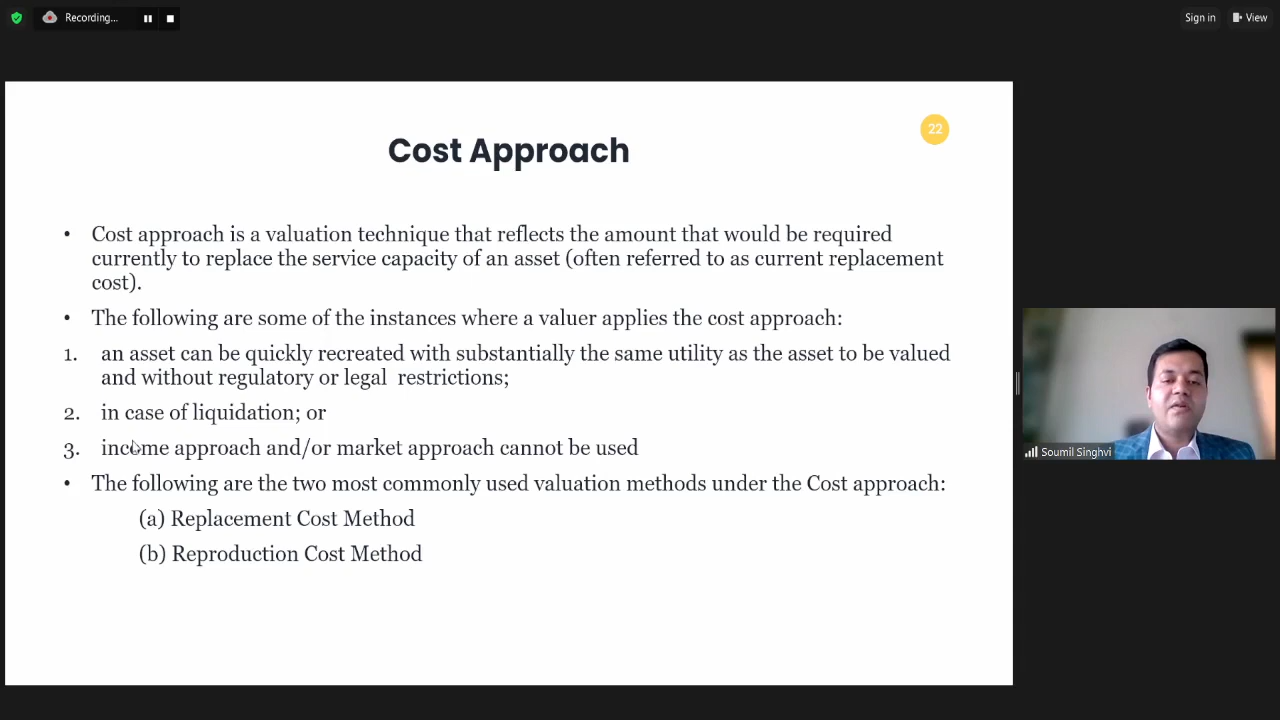 Recording...
Sign in
View
22
Cost Approach
• Cost approach is a valuation technique that reflects the amount that would be required
currently to replace the service capacity of an asset (often referred to as current replacement
cost).
• The following are some of the instances where a valuer applies the cost approach:
1. an asset can be quickly recreated with substantially the same utility as the asset to be valued
and without regulatory or legal restrictions;
2. in case of liquidation; or
3. income approach and/or market approach cannot be used
• The following are the two most commonly used valuation methods under the Cost approach:
(a) Replacement Cost Method
(b) Reproduction Cost Method
Soumil Singhvi